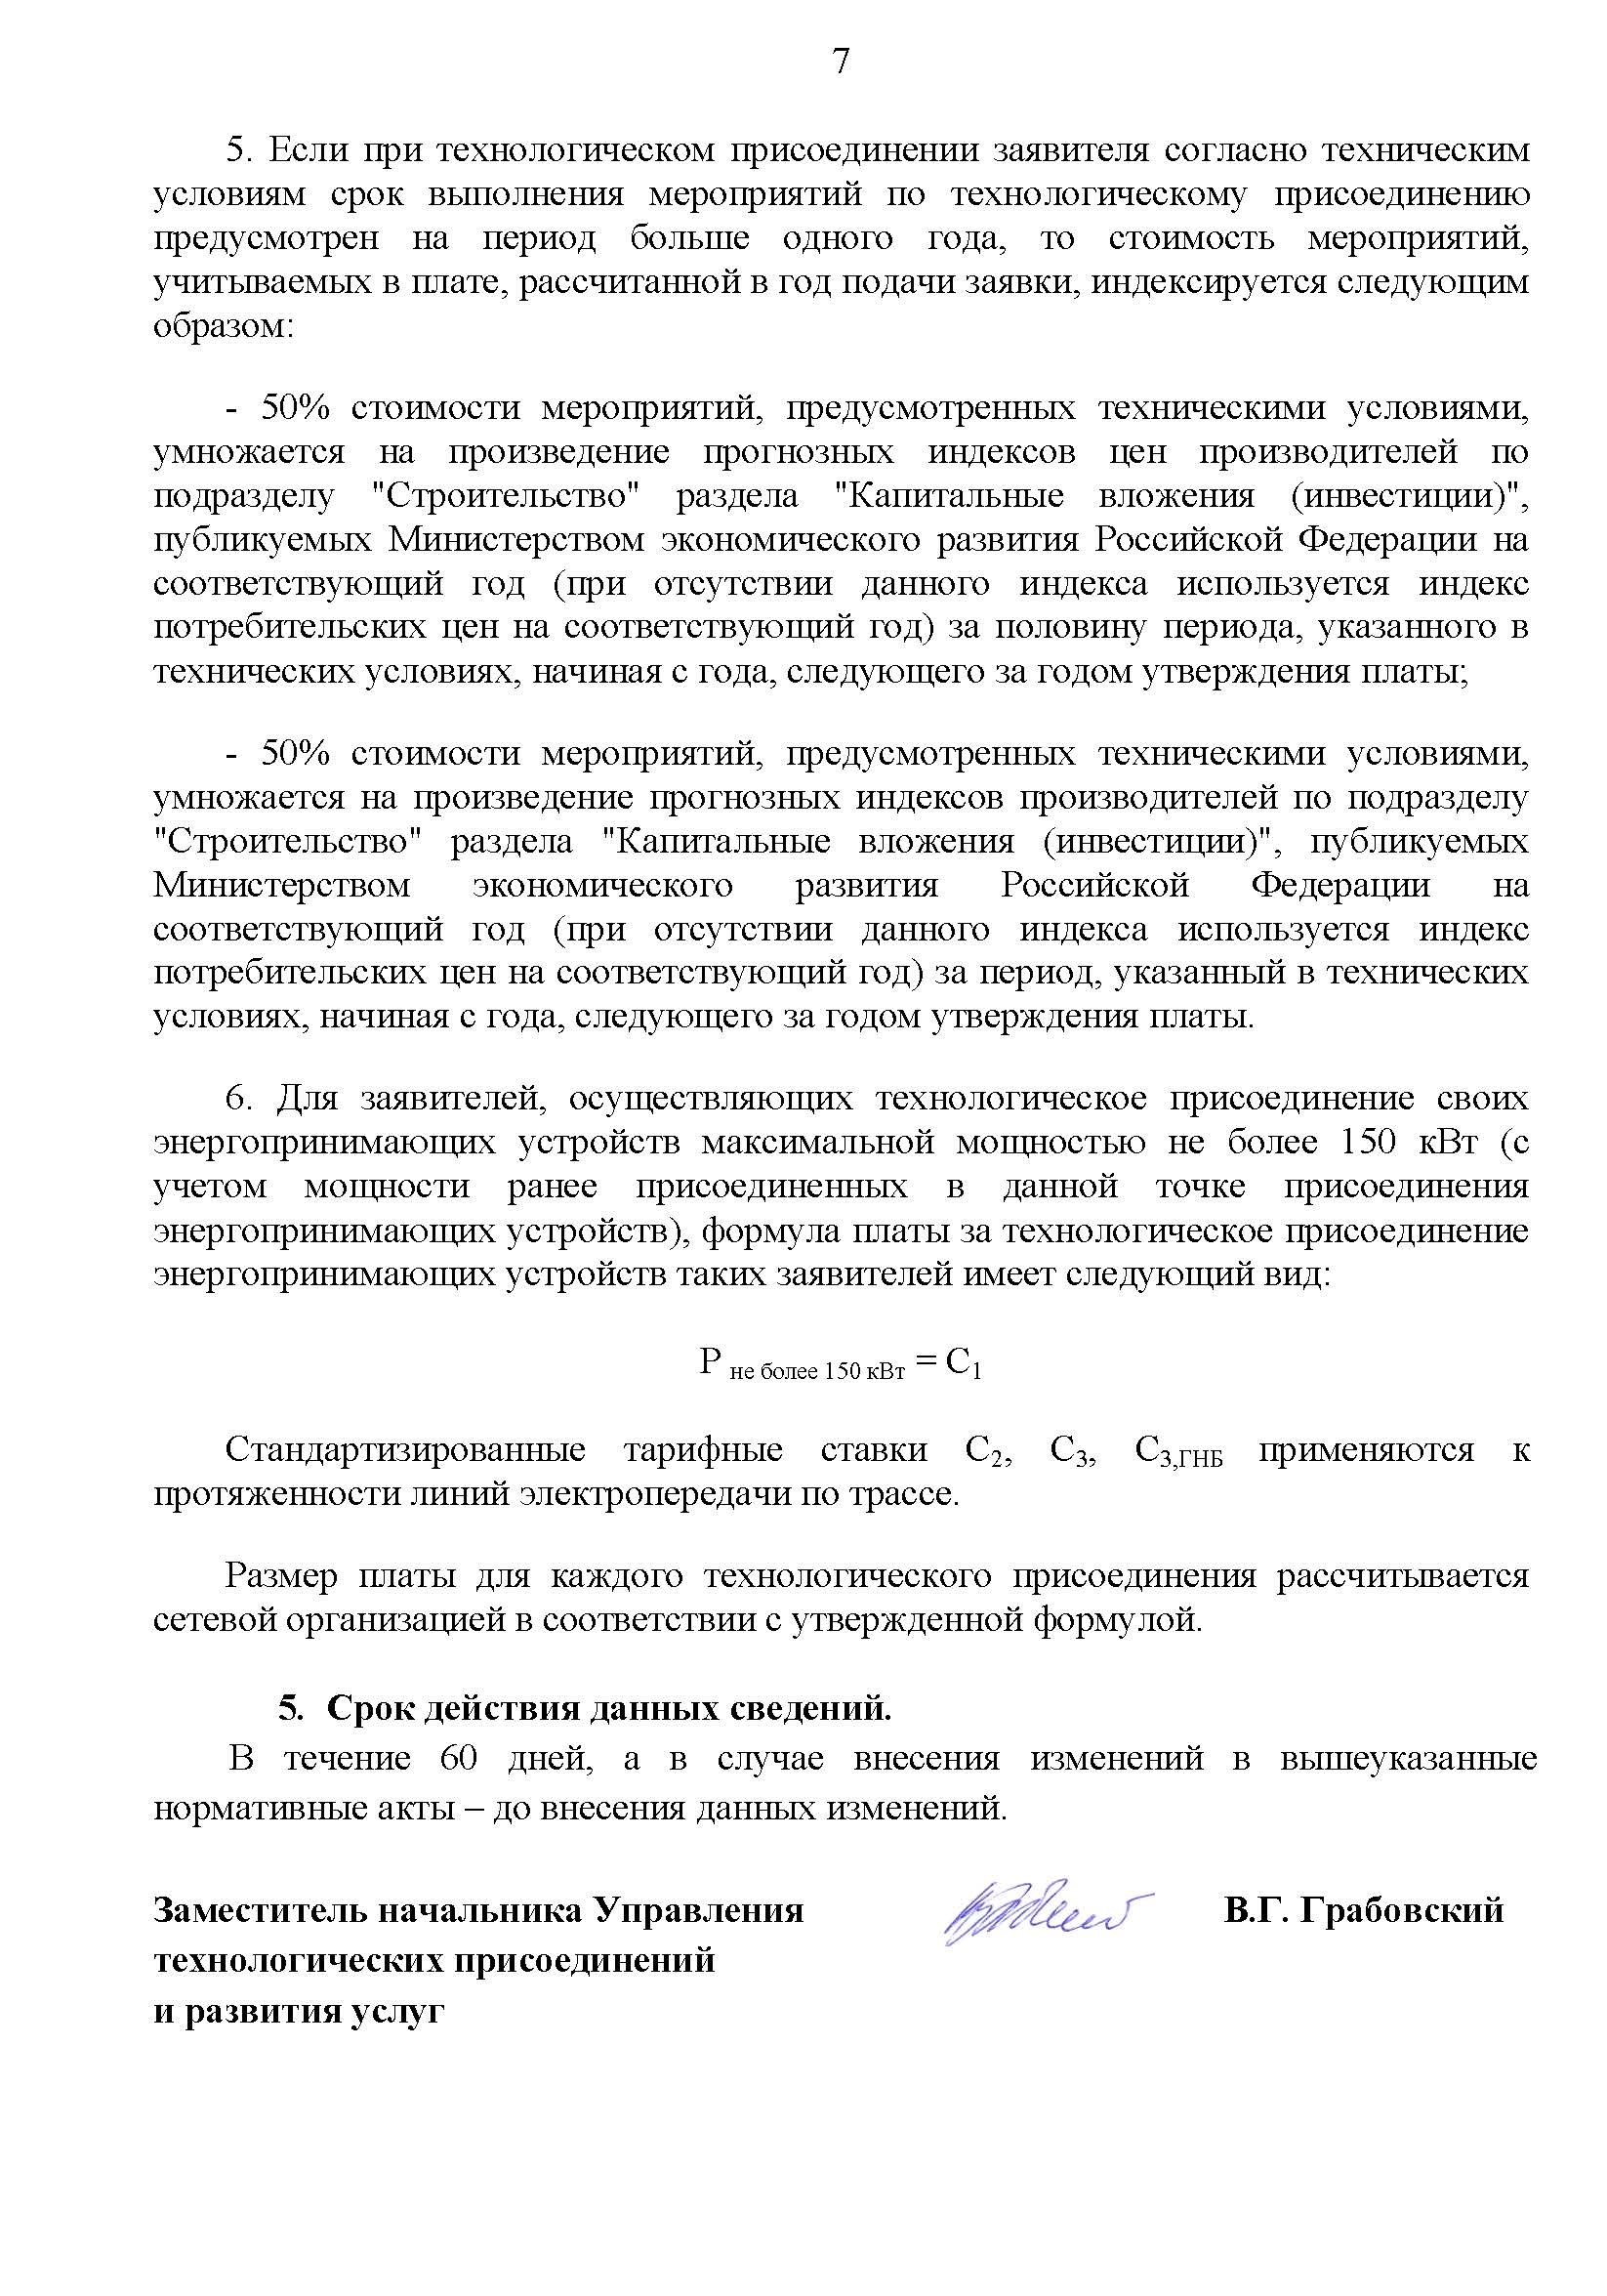 7
5. Если при технологическом присоединении заявителя согласно техническим
условиям срок выполнения мероприятий по технологическому присоединению
предусмотрен на период больше одного года, то стоимость мероприятий,
учитываемых в плате, рассчитанной в год подачи заявки, индексируется следующим
образом:
- 50% стоимости мероприятий, предусмотренных техническими условиями,
умножается на произведение прогнозных индексов цен производителей по
подразделу "Строительство" раздела "Капитальные вложения (инвестиции)",
публикуемых Министерством экономического развития Российской Федерации на
соответствующий год (при отсутствии данного индекса используется индекс
потребительских цен на соответствующий год) за половину периода, указанного в
технических условиях, начиная с года, следующего за годом утверждения платы;
- 50% стоимости мероприятий, предусмотренных техническими условиями,
умножается на произведение прогнозных индексов производителей по подразделу
"Строительство" раздела "Капитальные вложения (инвестиции)", публикуемых
Министерством экономического развития Российской Федерации на
соответствующий год (при отсутствии данного индекса используется индекс
потребительских цен на соответствующий год) за период, указанный в технических
условиях, начиная с года, следующего за годом утверждения платы.
6. Для заявителей, осуществляющих технологическое присоединение своих
энергопринимающих устройств максимальной мощностью не более 150 кВт (с
учетом мощности ранее присоединенных в данной точке присоединения
энергопринимающих устройств), формула платы за технологическое присоединение
энергопринимающих устройств таких заявителей имеет следующий вид:
Р не более 150 кВт = С1
Стандартизированные тарифные ставки С2, С3, С3,ГНБ применяются к
протяженности линий электропередачи по трассе.
Размер платы для каждого технологического присоединения рассчитывается
сетевой организацией в соответствии с утвержденной формулой.
5. Срок действия данных сведений.
В течение 60 дней, а в случае внесения изменений в вышеуказанные
нормативные акты – до внесения данных изменений.
Заместитель начальника Управления В.Г. Грабовский
технологических присоединений
и развития услуг